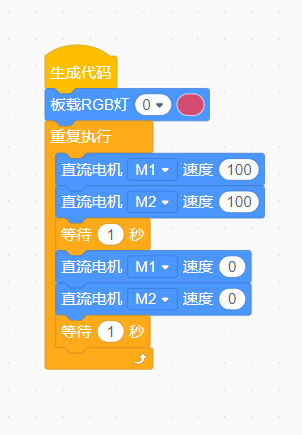 生成代码
板载RGB灯 0
重复执行
直流电机 M1 速度 100
直流电机 M2 速度 100
等待 1 秒
直流电机 M1 速度 0
直流电机 M2 速度 0
等待 1 秒